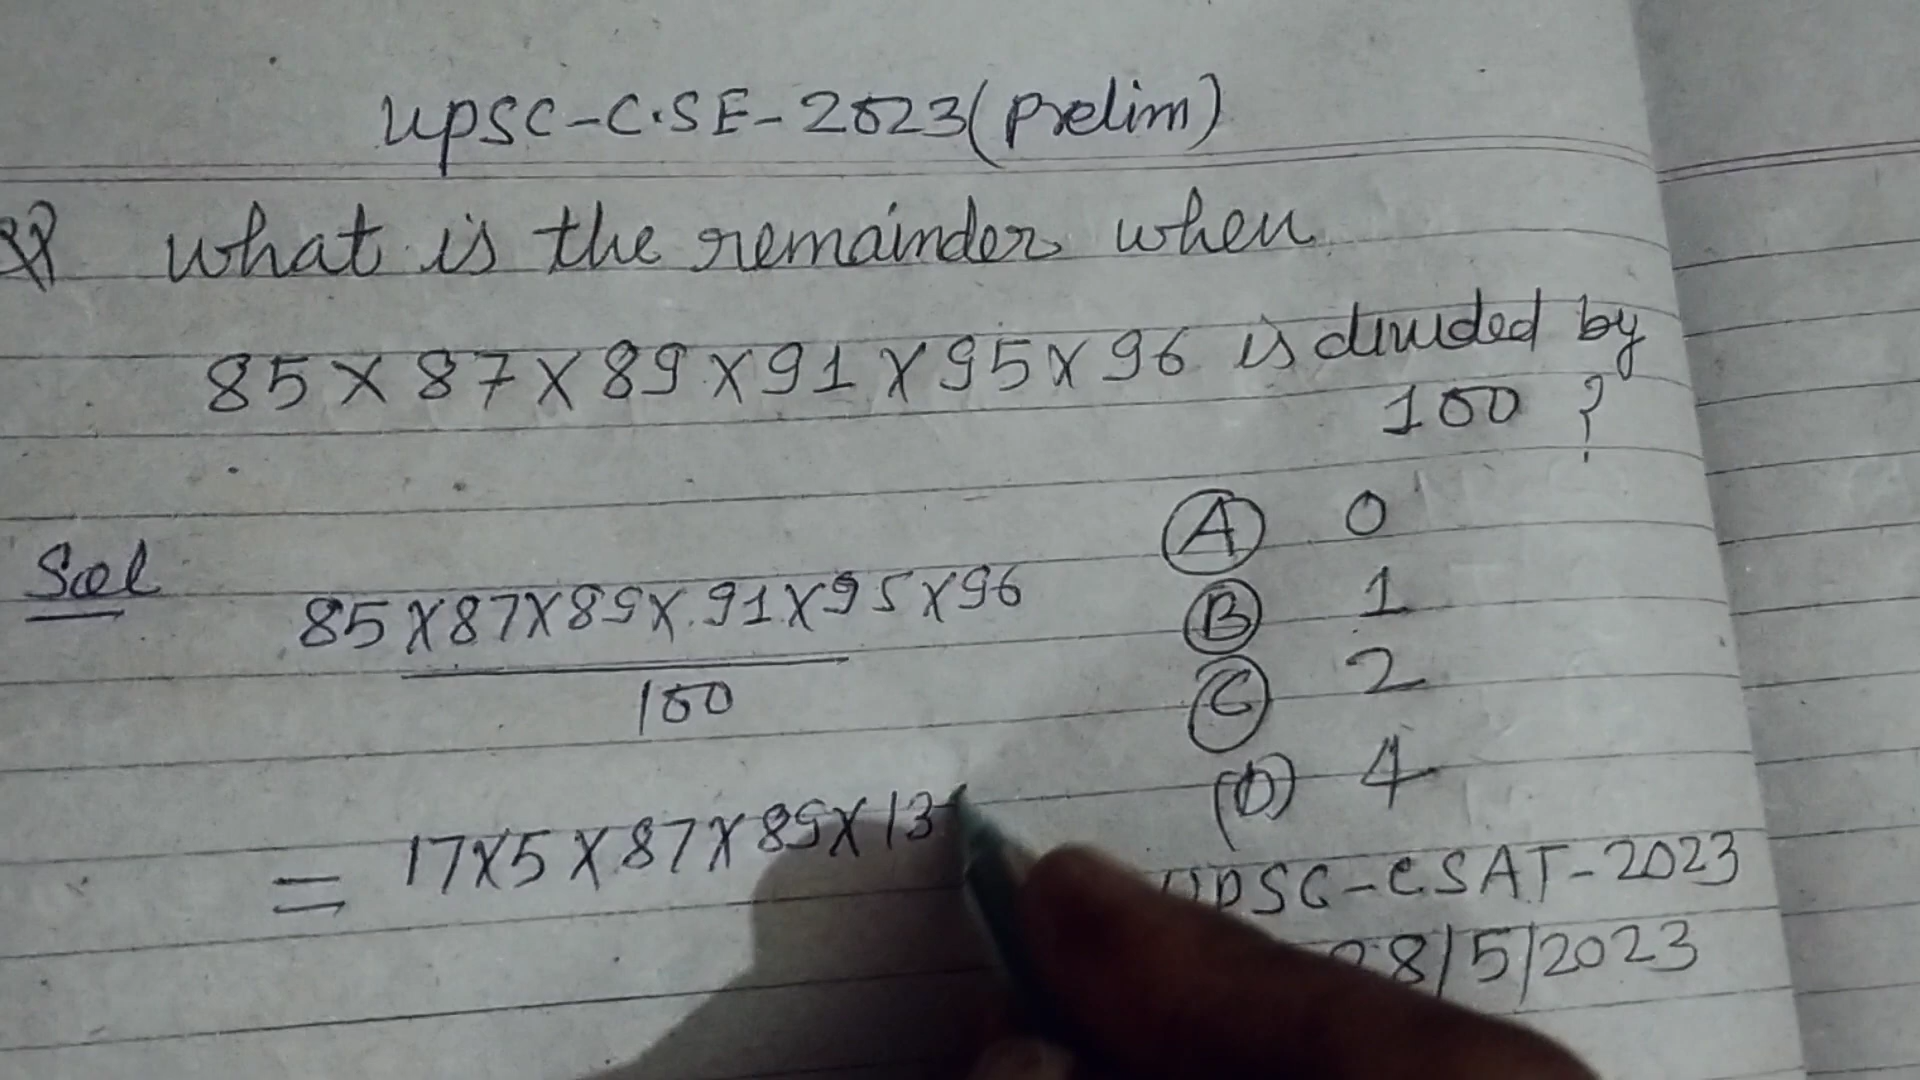 UPSC-C.SE-2023(Prelim)
what is the remainder when
85 X 87 X 89 X 91 X 95 X 96 is divided by
100 ?
Sol
85 X 87 X 89 X 91 X 95 X 96
100
(A) 0
(B) 1
(C) 2
(D) 4
= 17 X 5 X 87 X 89 X 13
UPSC-CSAT-2023
28/5/2023